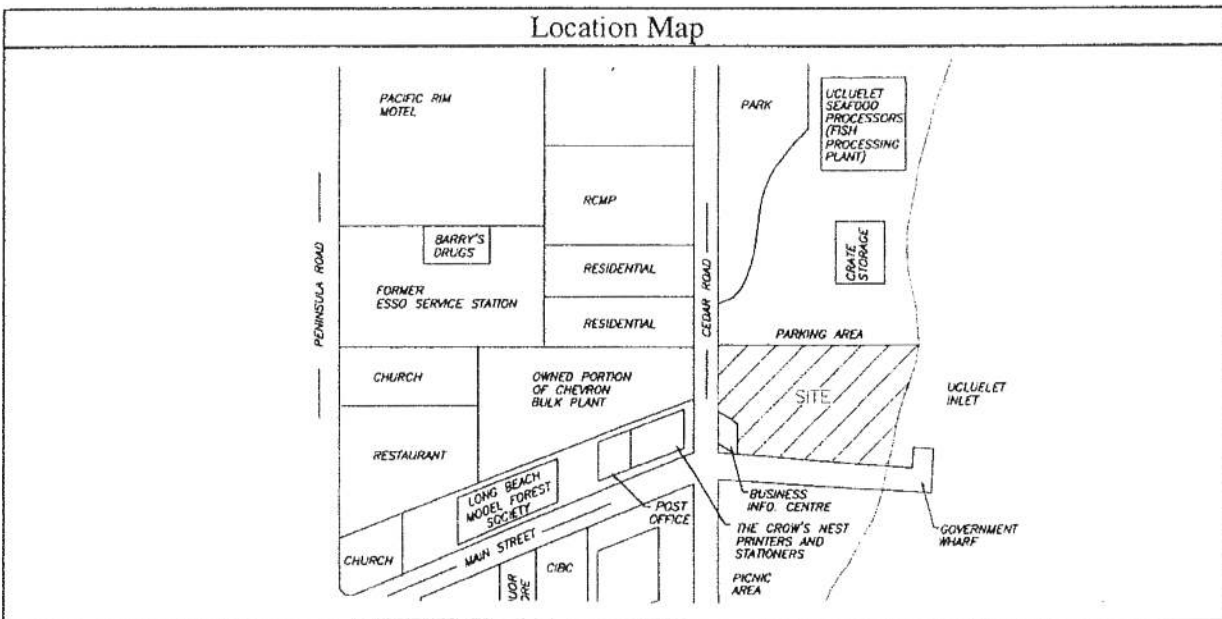 Location Map
PACIFIC RIM
MOTEL
PARK
UCLUELET
SEAFOOD
PROCESSORS
(FISH
PROCESSING
PLANT)
RCMP
PENINSULA ROAD
BARRY'S
DRUGS
CEDAR ROAD
CRATE
STORAGE
RESIDENTIAL
FORMER
ESSO SERVICE STATION
RESIDENTIAL
PARKING AREA
CHURCH
OWNED PORTION
OF CHEVRON
BULK PLANT
SITE
UCLUELET
INLET
RESTAURANT
LONG BEACH
MODEL FOREST
SOCIETY
POST
OFFICE
BUSINESS
INFO. CENTRE
THE CROW'S NEST
PRINTERS AND
STATIONERS
GOVERNMENT
WHARF
MAIN STREET
CHURCH
CIBC
PICNIC
AREA